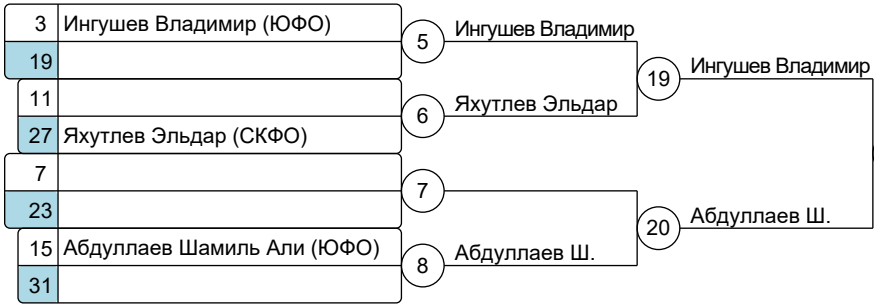 3 Ингушев Владимир (ЮФО)
5 Ингушев Владимир
19
19 Ингушев Владимир
11
6 Яхутлев Эльдар
27 Яхутлев Эльдар (СКФО)
7
7
23
20 Абдуллаев Ш.
15 Абдуллаев Шамиль Али (ЮФО)
8 Абдуллаев Ш.
31